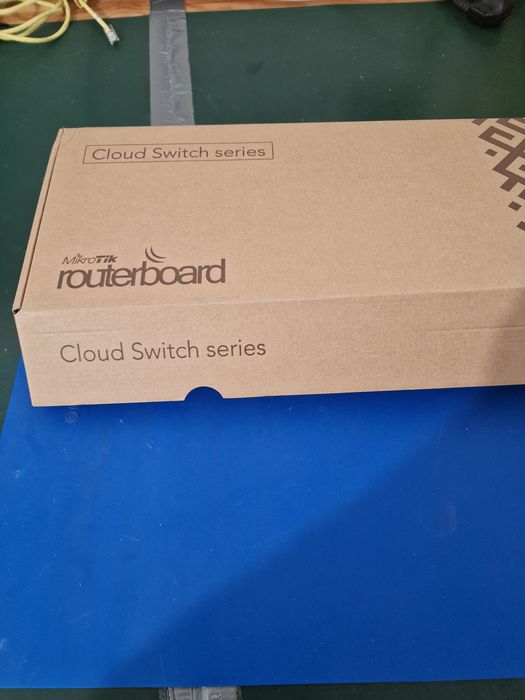 Cloud Switch series
MikroTik
routerboard
Cloud Switch series